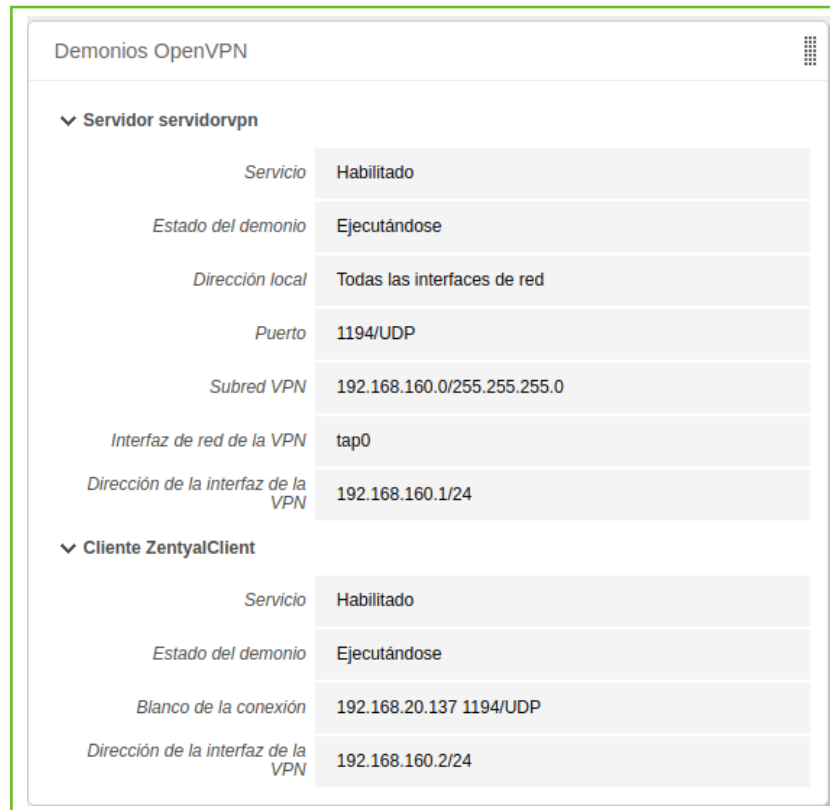 Demonios OpenVPN
Servidor servidorvpn
Servicio Habilitado
Estado del demonio Ejecutándose
Dirección local Todas las interfaces de red
Puerto 1194/UDP
Subred VPN 192.168.160.0/255.255.255.0
Interfaz de red de la VPN tap0
Dirección de la interfaz de la
VPN 192.168.160.1/24
Cliente ZentyalClient
Servicio Habilitado
Estado del demonio Ejecutándose
Blanco de la conexión 192.168.20.137 1194/UDP
Dirección de la interfaz de la
VPN 192.168.160.2/24